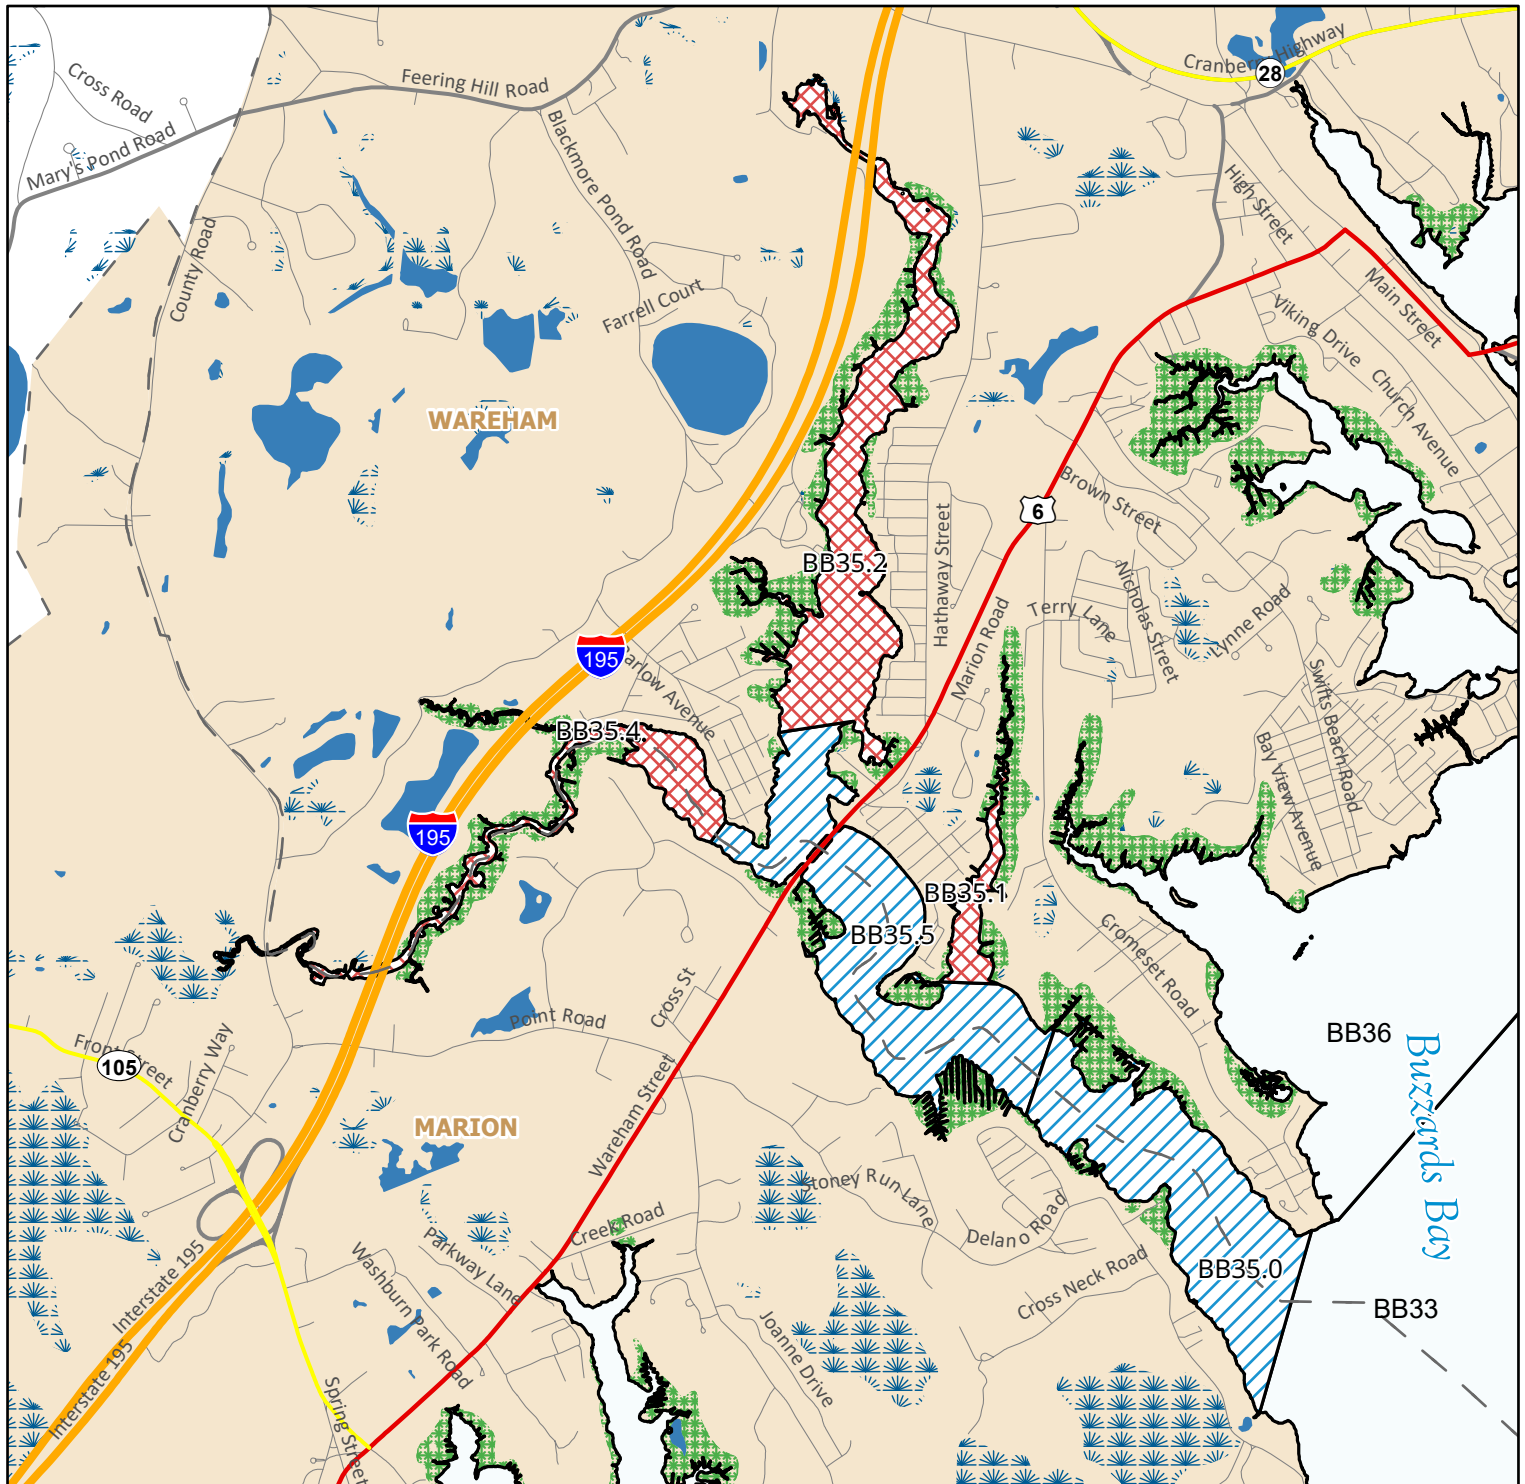 Cross Road
Mary's Pond Road
Feering Hill Road
Cranberry Highway
28
Blackmore Pond Road
High Street
County Road
Farrell Court
Main Street
Viking Drive
Church Avenue
WAREHAM
Brown Street
6
Hathaway Street
BB35.2
Nicholas Street
Terry Lane
Lynne Road
Marion Road
195
Barlow Avenue
Swifts Beach Road
BB35.4
Bay View Avenue
195
BB35.1
BB35.5
Cromeset Road
Cross St
Point Road
BB36
Buzzards Bay
Front Street
105
Cranberry Way
MARION
Wareham Street
Stoney Run Lane
Delano Road
Creek Road
Parkway Lane
Washburn Park Road
Interstate 195
Cross Neck Road
BB35.0
BB33
Joanne Drive
Interstate 195
Spring Street